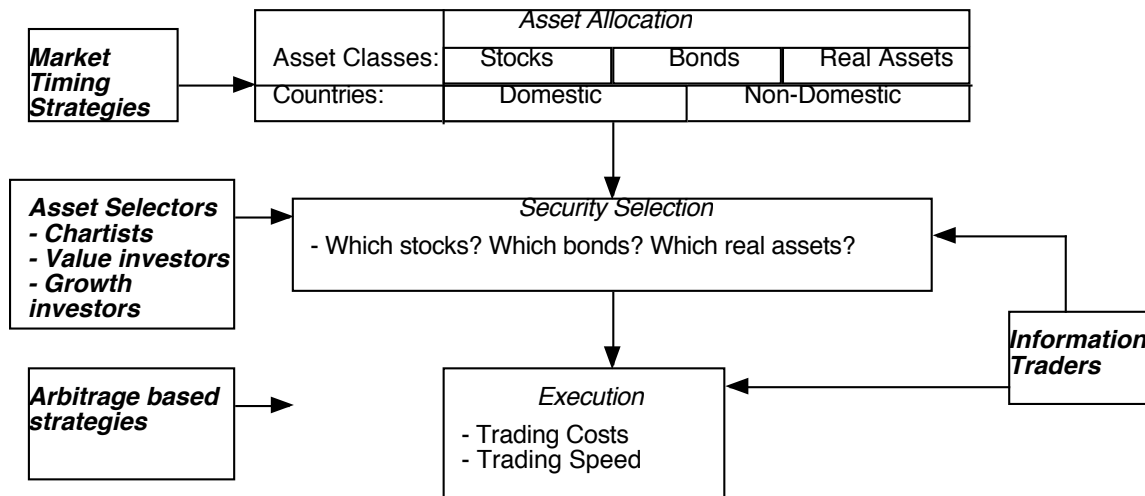 Asset Allocation
Market
Timing
Strategies
Asset Classes: Stocks Bonds Real Assets
Countries: Domestic Non-Domestic
Asset Selectors
- Chartists
- Value investors
- Growth
investors
Security Selection
- Which stocks? Which bonds? Which real assets?
Information
Traders
Arbitrage based
strategies
Execution
- Trading Costs
- Trading Speed